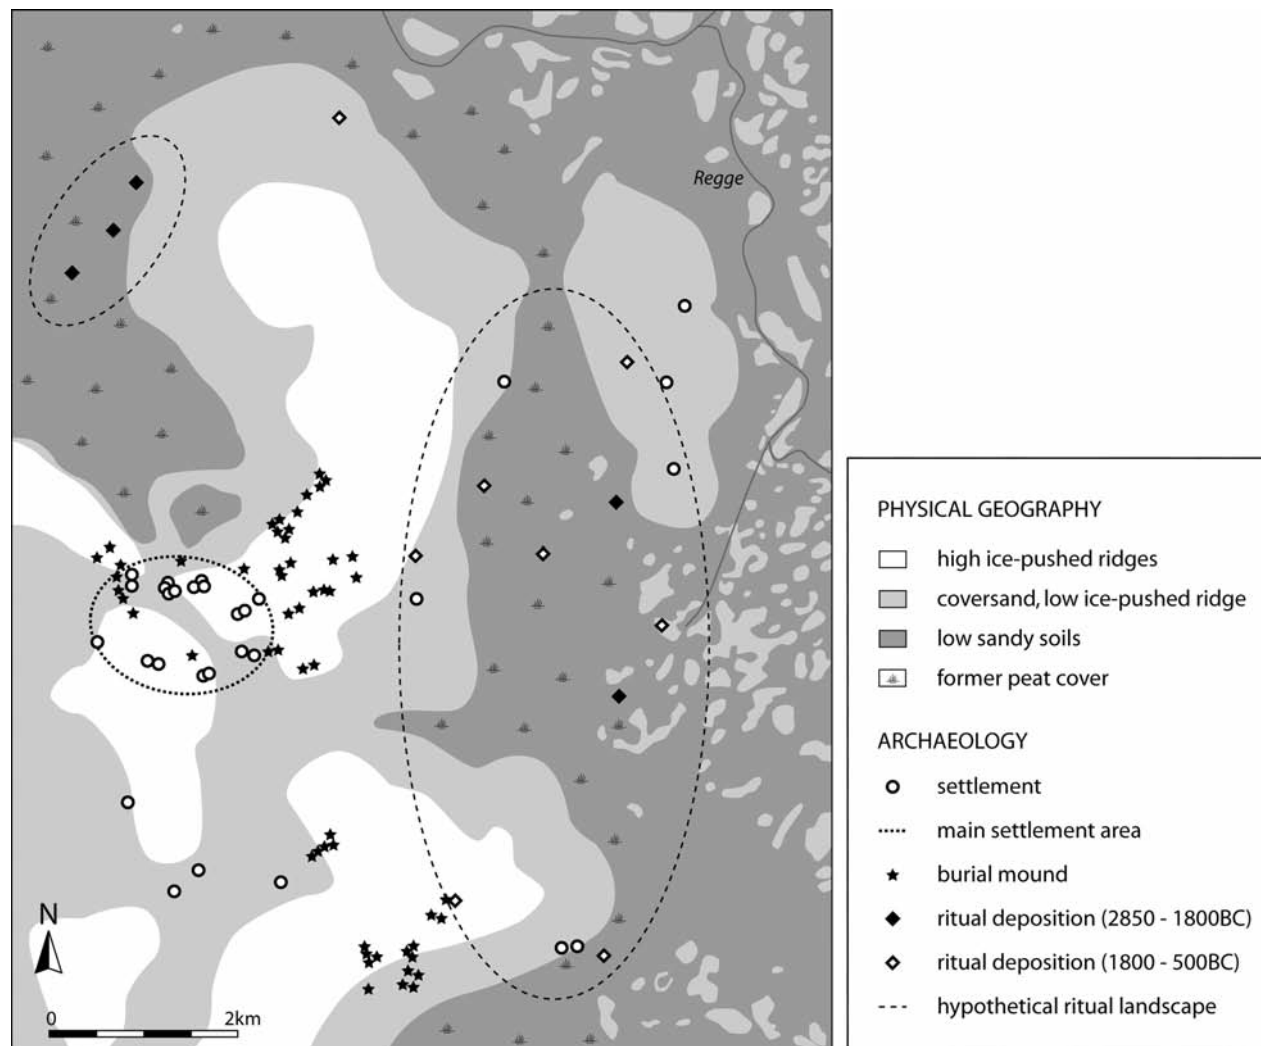 Regge
N
0 2km
PHYSICAL GEOGRAPHY
high ice-pushed ridges
coversand, low ice-pushed ridge
low sandy soils
former peat cover
ARCHAEOLOGY
settlement
main settlement area
burial mound
ritual deposition (2850 - 1800BC)
ritual deposition (1800 - 500BC)
hypothetical ritual landscape